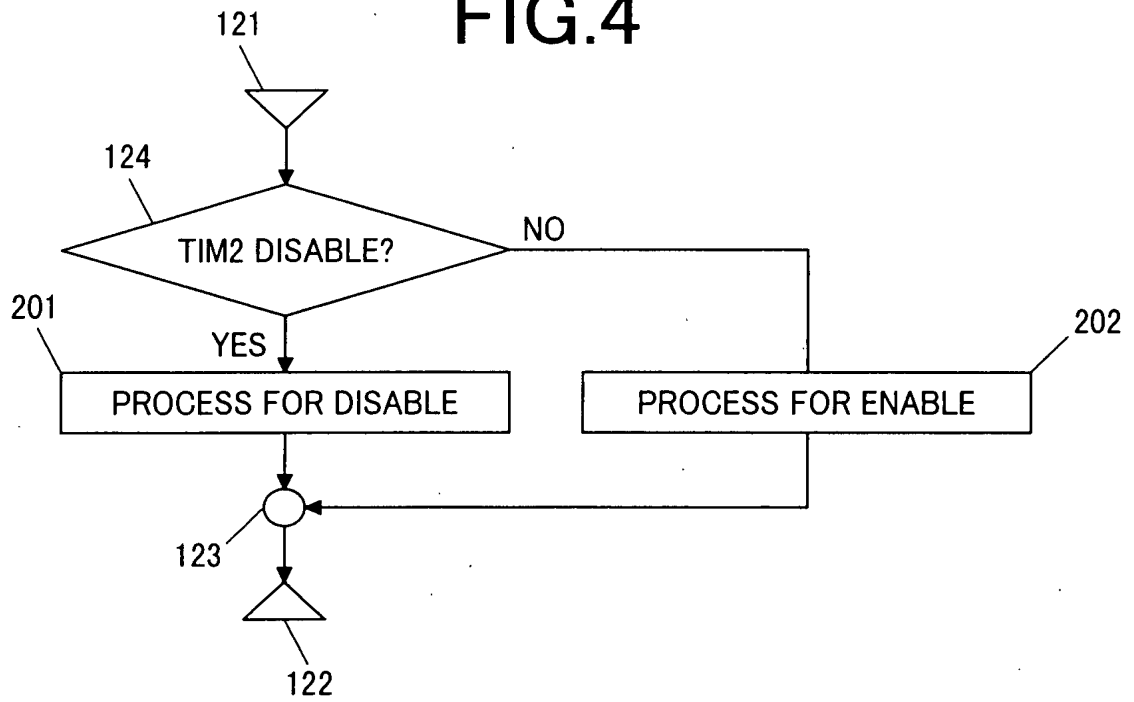 FIG.4
121
124
TIM2 DISABLE?
NO
201
YES
202
PROCESS FOR DISABLE
PROCESS FOR ENABLE
123
122